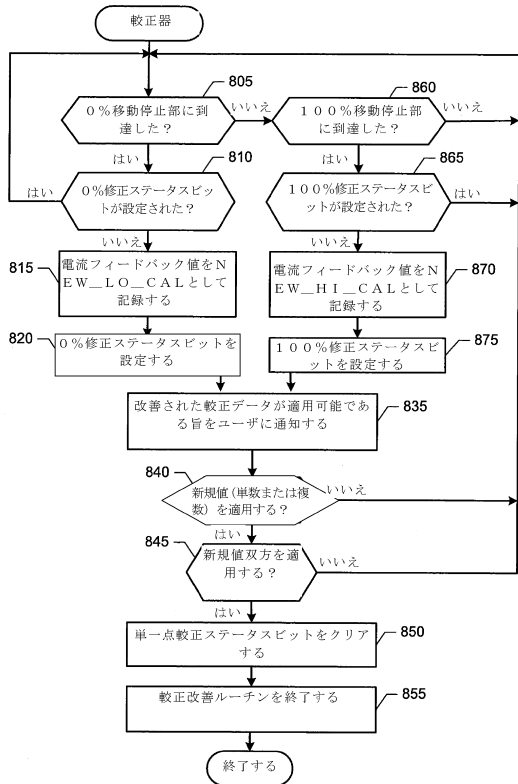 較正器
805
0%移動停止部に到
達した?
いいえ
860
100%移動停止部
に到達した?
いいえ
はい
はい
810
0%修正ステータスビッ
トが設定された?
はい
865
100%修正ステータスビ
ットが設定された?
はい
いいえ
いいえ
815
電流フィードバック値をN
EW__LO__CALとして
記録する
870
電流フィードバック値をN
EW__HI__CALとして
記録する
820
0%修正ステータスビットを
設定する
875
100%修正ステータスビ
ットを設定する
改善された較正データが適用可能であ
る旨をユーザに通知する
835
840
新規値(単数または複
数)を適用する?
いいえ
はい
845
新規値双方を適
用する?
いいえ
はい
単一点較正ステータスビットをクリア
する
850
較正改善ルーチンを終了する
855
終了する